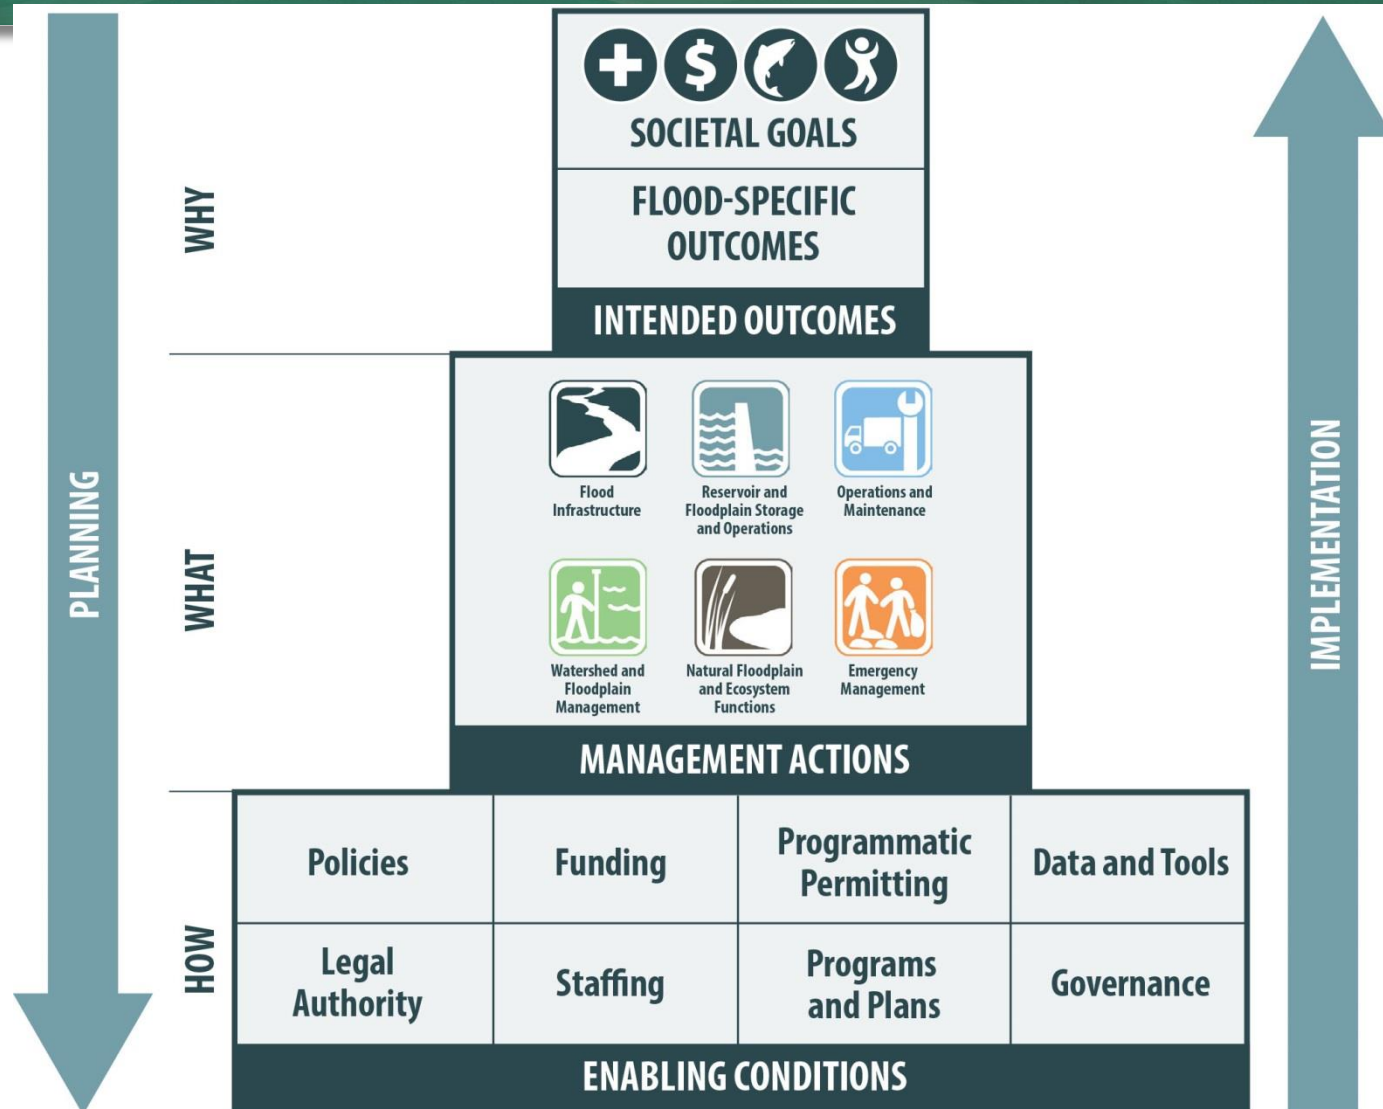 PLANNING
WHY
$
SOCIETAL GOALS
FLOOD-SPECIFIC
OUTCOMES
INTENDED OUTCOMES
WHAT
Flood
Infrastructure
Reservoir and
Floodplain Storage
and Operations
Operations and
Maintenance
Watershed and
Floodplain
Management
Natural Floodplain
and Ecosystem
Functions
Emergency
Management
MANAGEMENT ACTIONS
HOW
Policies
Funding
Programmatic
Permitting
Data and Tools
Legal
Authority
Staffing
Programs
and Plans
Governance
ENABLING CONDITIONS
IMPLEMENTATION